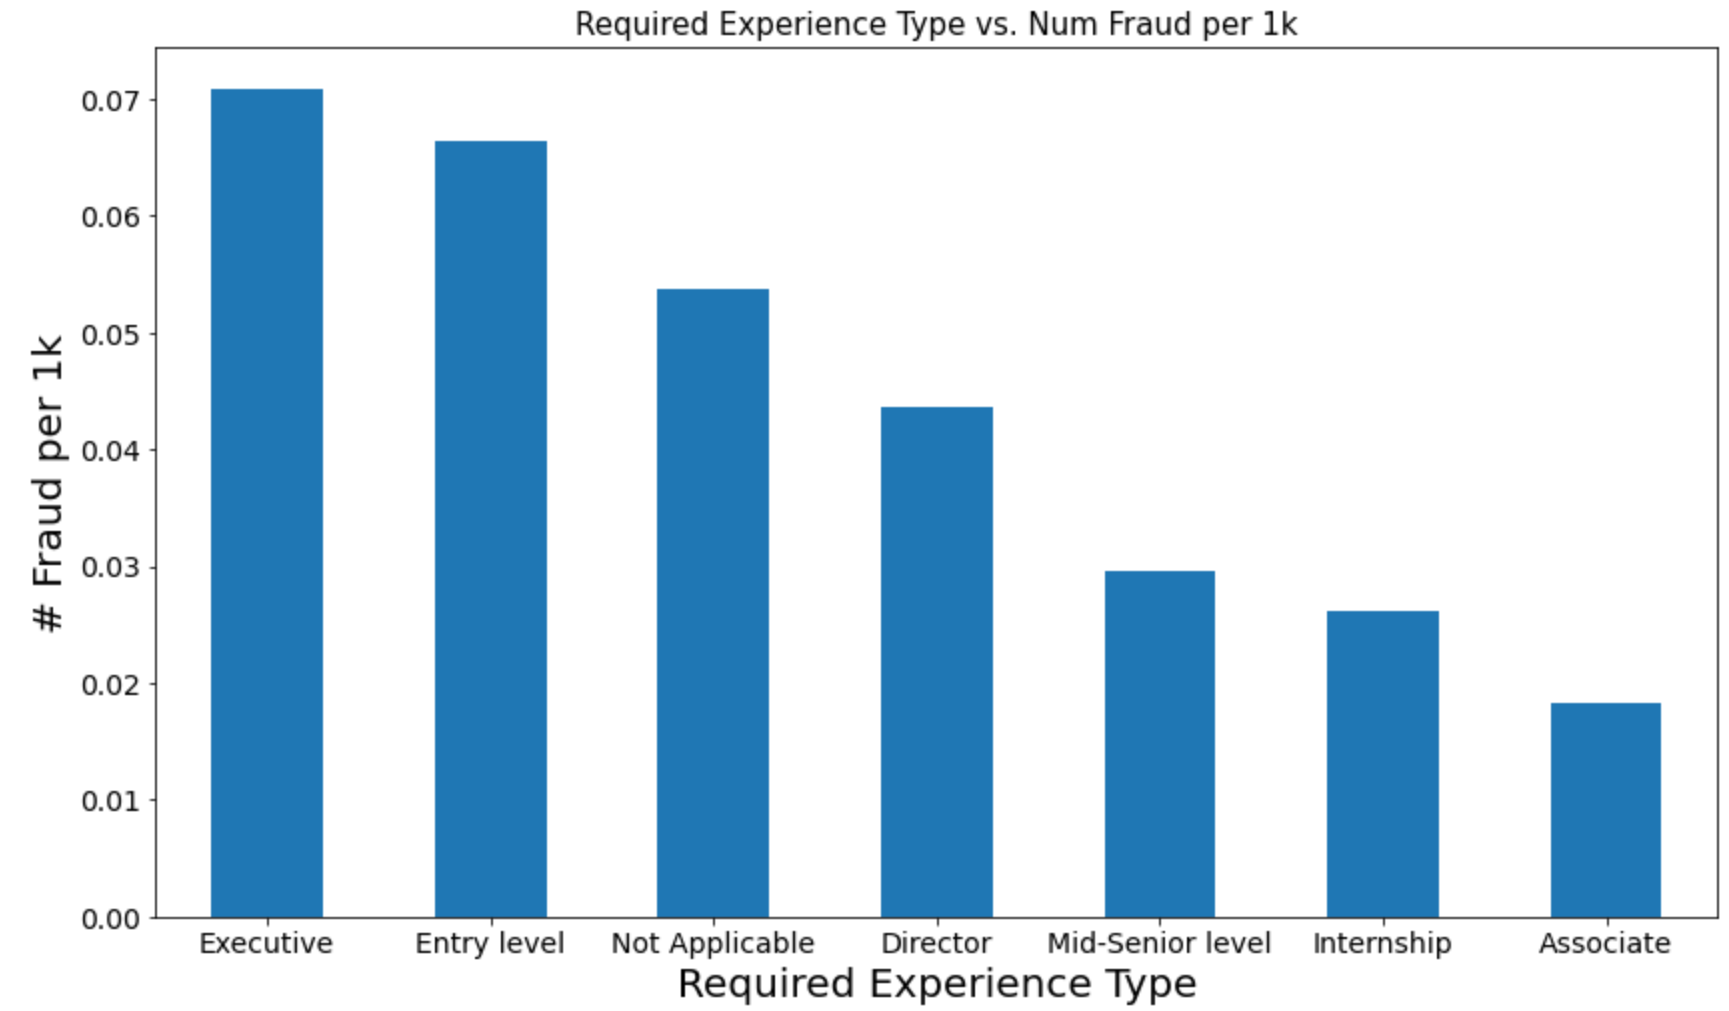 Required Experience Type vs. Num Fraud per 1k
# Fraud per 1k
0.07
0.06
0.05
0.04
0.03
0.02
0.01
0.00
Executive Entry level Not Applicable Director Mid-Senior level Internship Associate
Required Experience Type